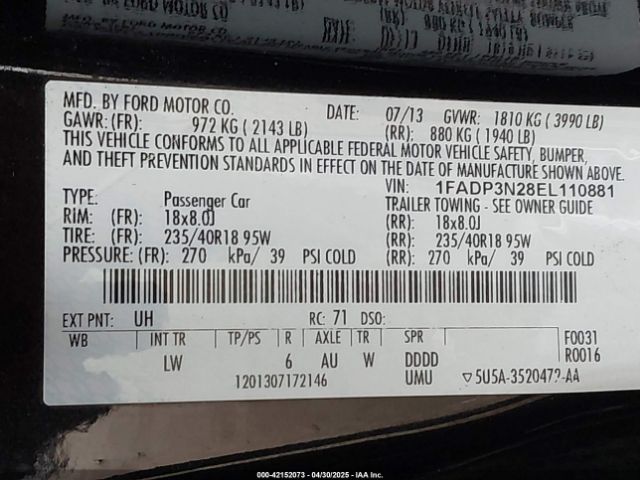 MFD. BY FORD MOTOR CO.
DATE: 07/13 GVWR: 1810 KG ( 3990 LB)
GAWR: (FR): 972 KG ( 2143 LB) (RR): 880 KG ( 1940 LB)
THIS VEHICLE CONFORMS TO ALL APPLICABLE FEDERAL MOTOR VEHICLE SAFETY, BUMPER,
AND THEFT PREVENTION STANDARDS IN EFFECT ON THE DATE OF MANUFACTURE SHOWN ABOVE.
VIN: 1FADP3N28EL110881
TYPE: Passenger Car TRAILER TOWING - SEE OWNER GUIDE
RIM: (FR) 18x8.0J (RR): 18x8.0J
TIRE: (FR) 235/40R18 95W (RR): 235/40R18 95W
PRESSURE: (FR) 270 kPa/ 39 PSI COLD (RR): 270 kPa/ 39 PSI COLD
EXT PNT: UH RC: 71 DSO:
WB INT TR TP/PS R AXLE TR SPR F0031
LW 6 AU W DDDD R0016
1201307172146 UMU ▽5U5A-3520472-AA
000-42152073 - 04/30/2025 - IAA Inc.